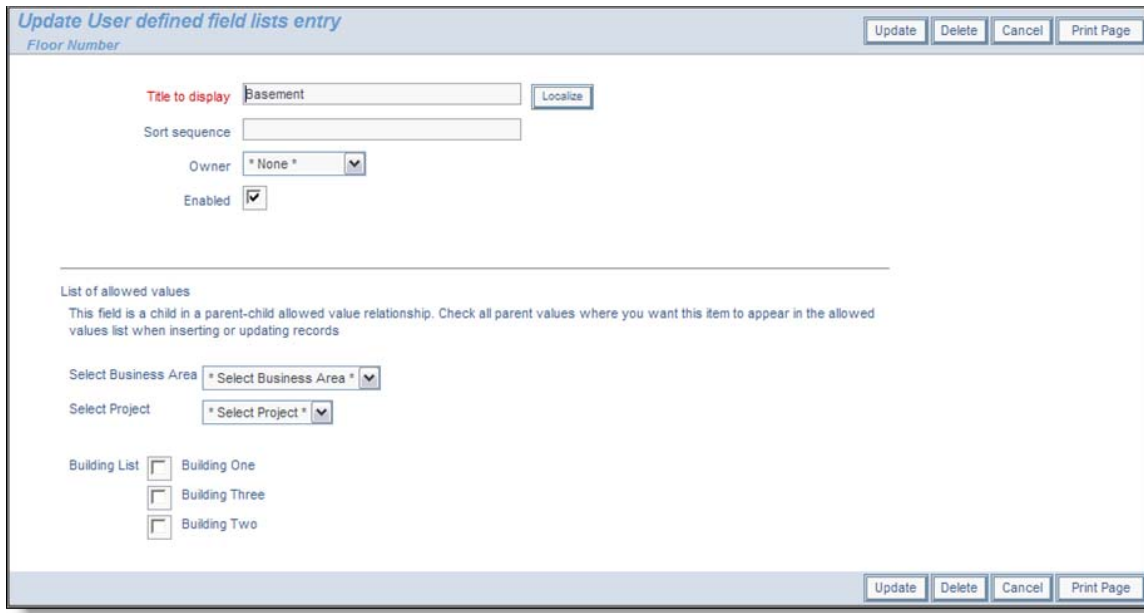 Update User defined field lists entry
Floor Number
Update Delete Cancel Print Page
Title to display Basement Localize
Sort sequence
Owner * None *
Enabled
List of allowed values
This field is a child in a parent-child allowed value relationship. Check all parent values where you want this item to appear in the allowed
values list when inserting or updating records
Select Business Area * Select Business Area *
Select Project * Select Project *
Building List Building One
Building Three
Building Two
Update Delete Cancel Print Page